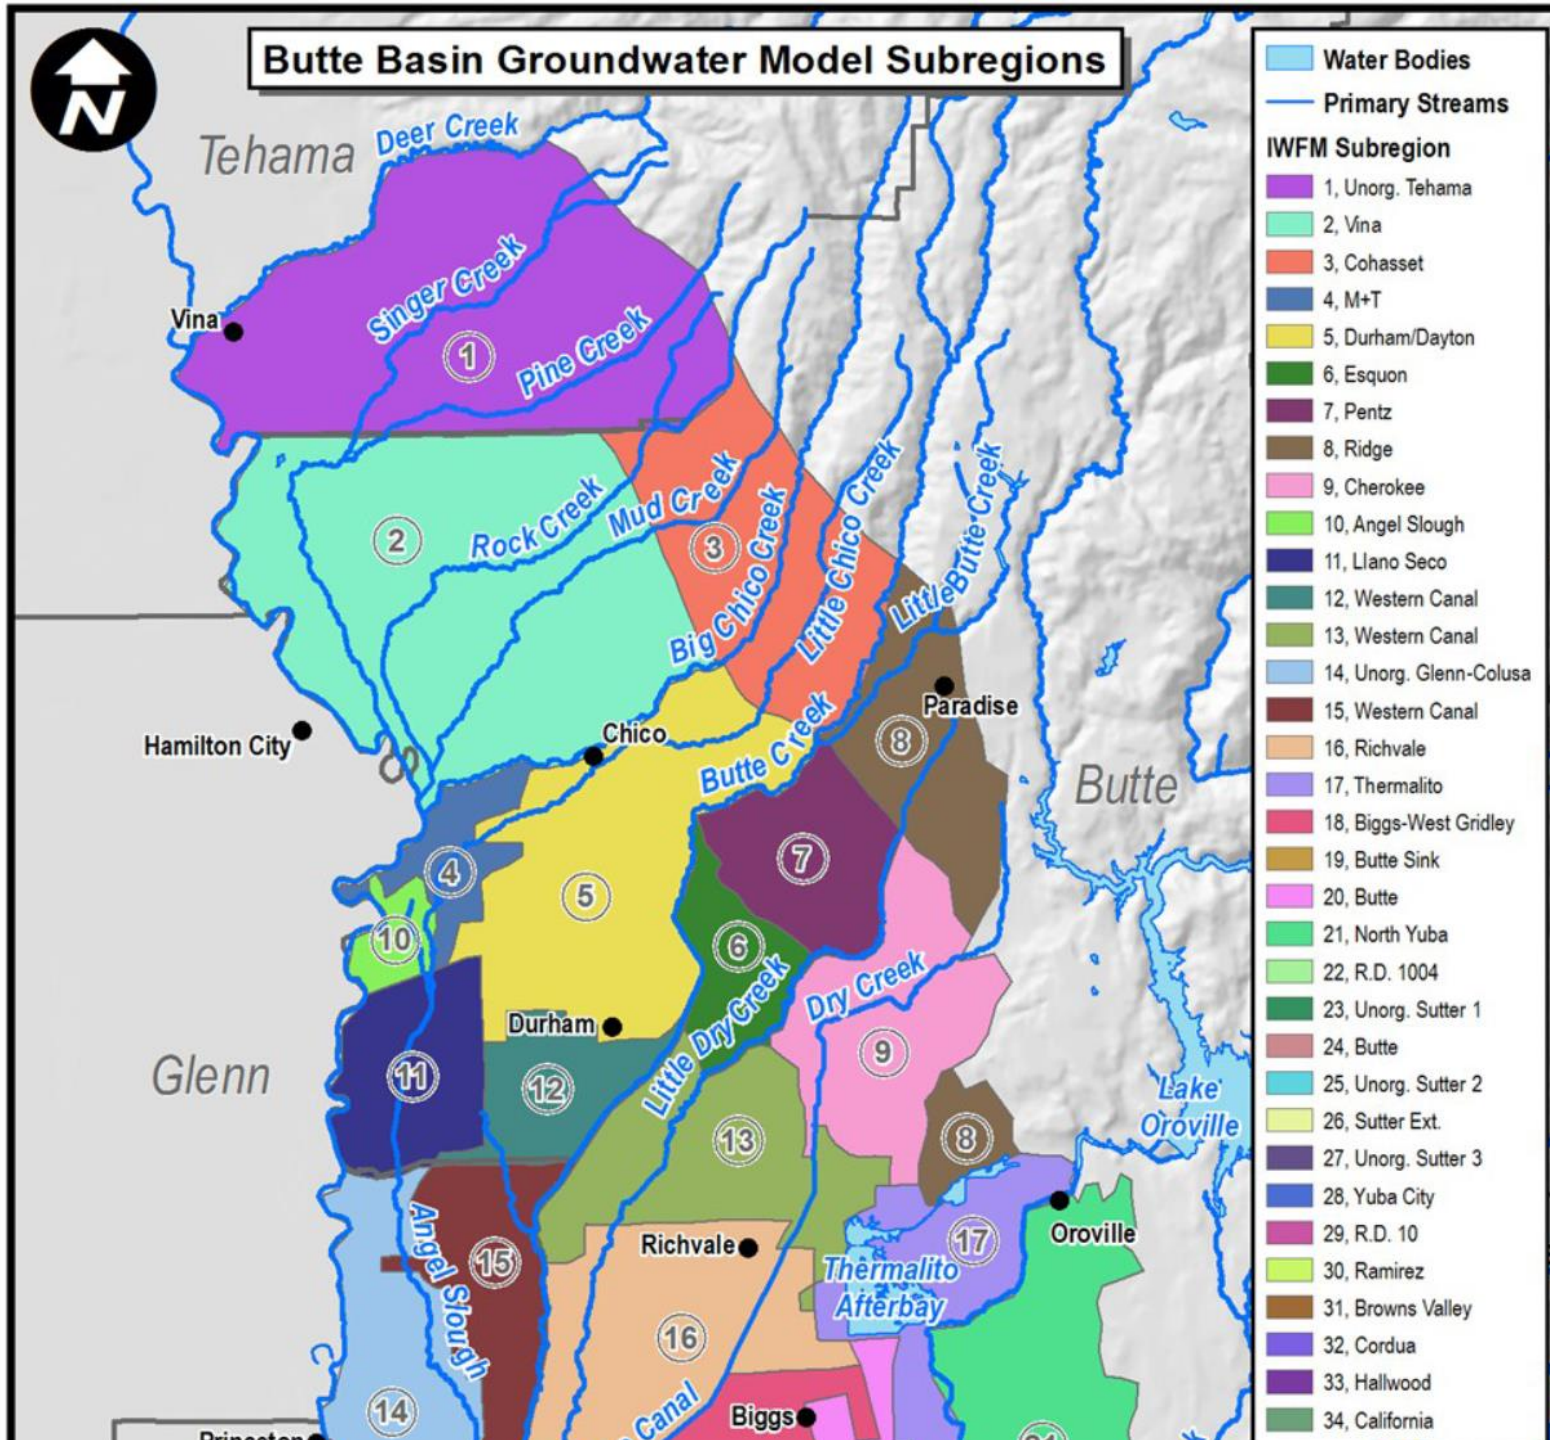 N
Butte Basin Groundwater Model Subregions
Tehama
Deer Creek
Singer Creek
Vina
1
Pine Creek
2
Rock Creek
Mud Creek
3
Big Chico Creek
Little Chico Creek
Little Butte Creek
Paradise
Hamilton City
Chico
Butte Creek
8
Butte
4
5
7
10
6
Durham
Little Dry Creek
Dry Creek
9
Glenn
11
12
13
8
Lake
Oroville
Angel Slough
15
Richvale
17
Oroville
Thermalito
Afterbay
16
14
Canal
Biggs
Water Bodies
Primary Streams
IWFM Subregion
1, Unorg. Tehama
2, Vina
3, Cohasset
4, M+T
5, Durham/Dayton
6, Esquon
7, Pentz
8, Ridge
9, Cherokee
10, Angel Slough
11, Llano Seco
12, Western Canal
13, Western Canal
14, Unorg. Glenn-Colusa
15, Western Canal
16, Richvale
17, Thermalito
18, Biggs-West Gridley
19, Butte Sink
20, Butte
21, North Yuba
22, R.D. 1004
23, Unorg. Sutter 1
24, Butte
25, Unorg. Sutter 2
26, Sutter Ext.
27, Unorg. Sutter 3
28, Yuba City
29, R.D. 10
30, Ramirez
31, Browns Valley
32, Cordua
33, Hallwood
34, California